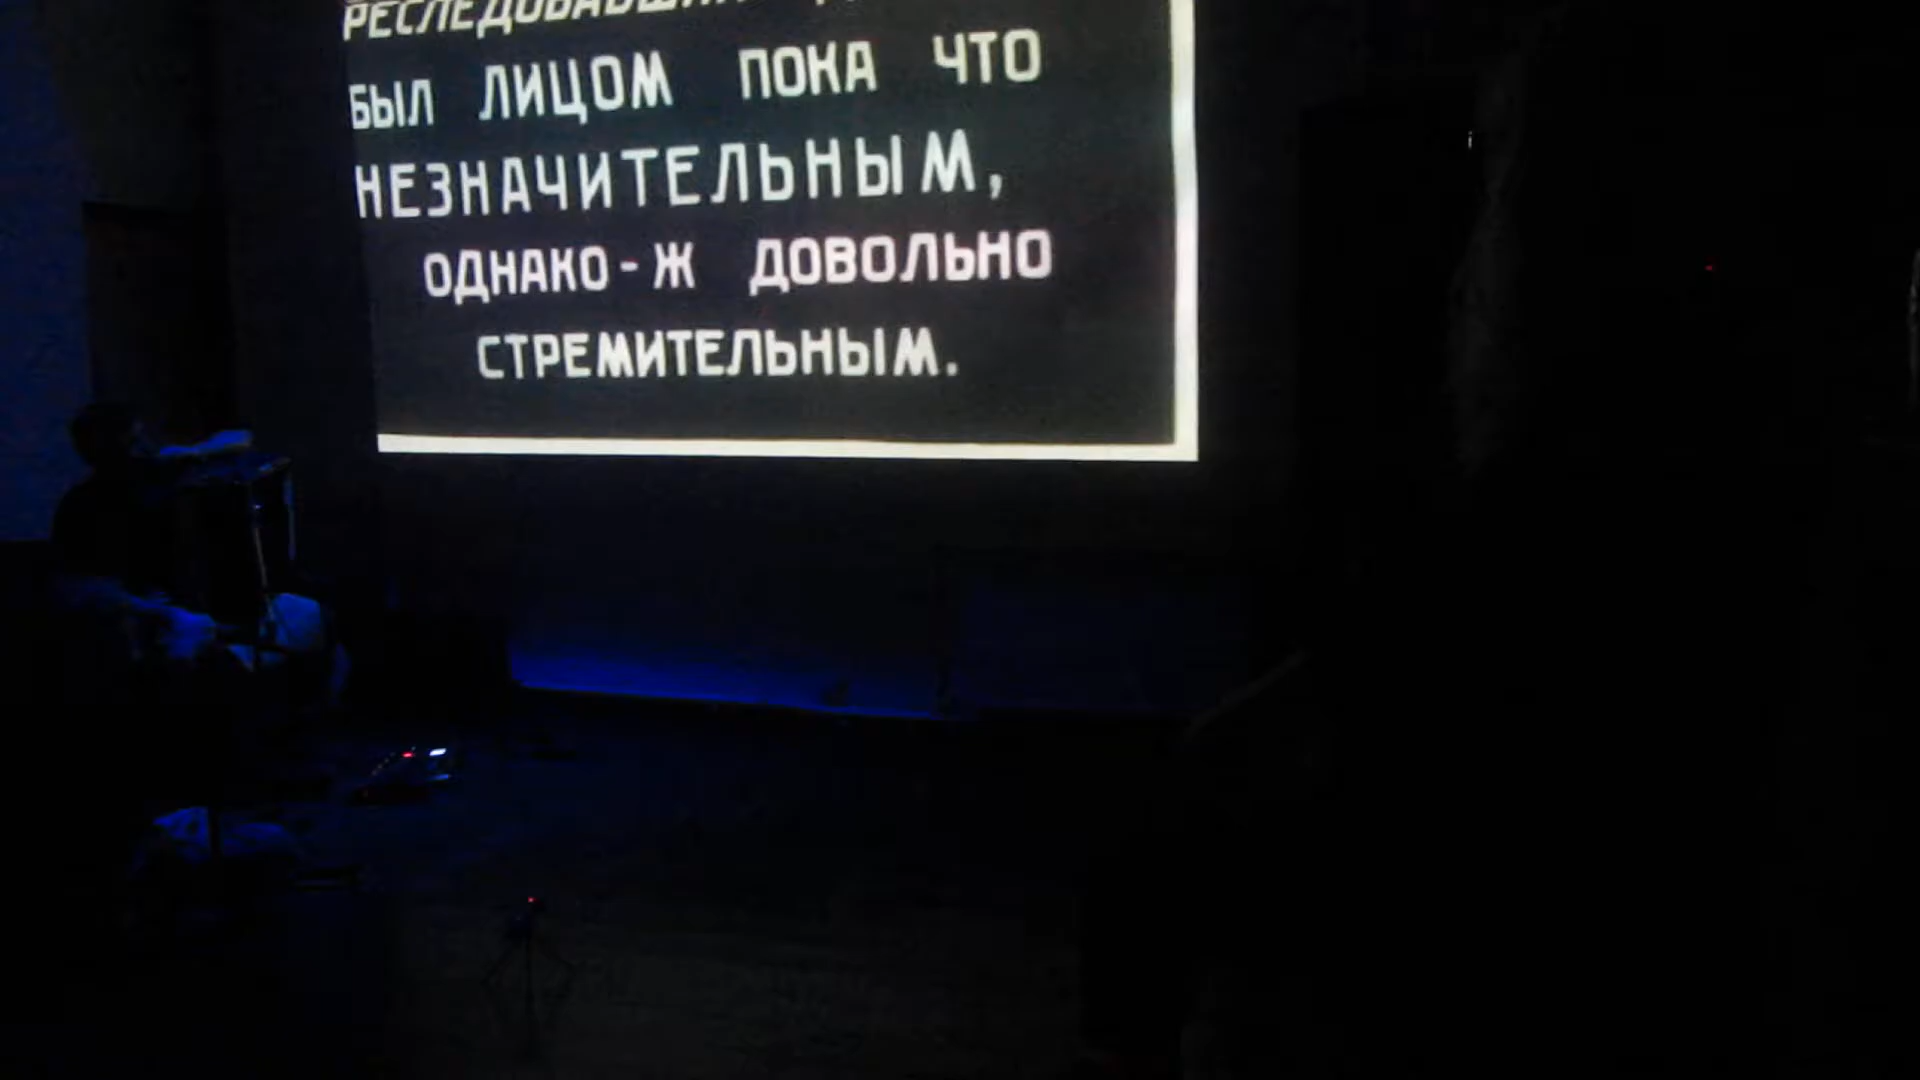 БЫЛ ЛИЦОМ ПОКА ЧТО
НЕЗНАЧИТЕЛЬНЫМ,
ОДНАКО-Ж ДОВОЛЬНО
СТРЕМИТЕЛЬНЫМ.